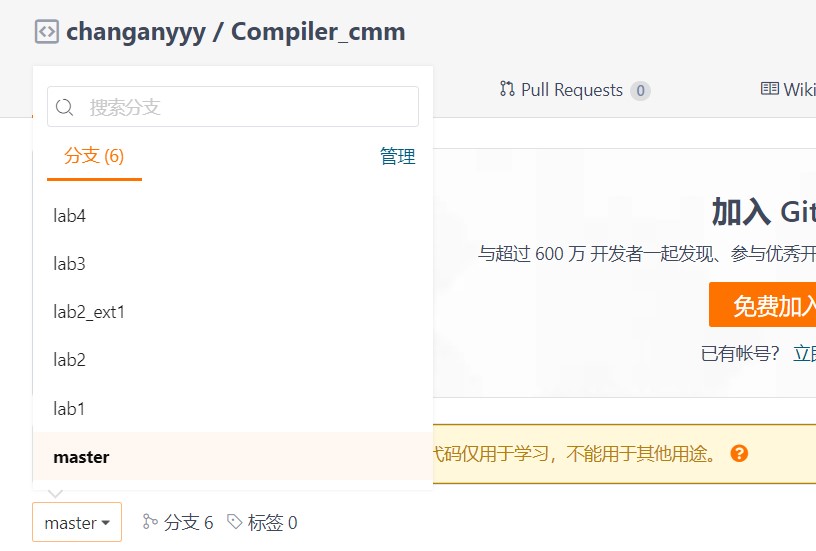 changanyyy / Compiler_cmm
Pull Requests 0
Wiki
搜索分支
分支 (6)
管理
lab4
lab3
lab2_ext1
lab2
lab1
master
加入 Git
与超过 600 万 开发者一起发现、参与优秀开
免费加入
已有帐号？ 立即
代码仅用于学习，不能用于其他用途。
master
分支 6
标签 0